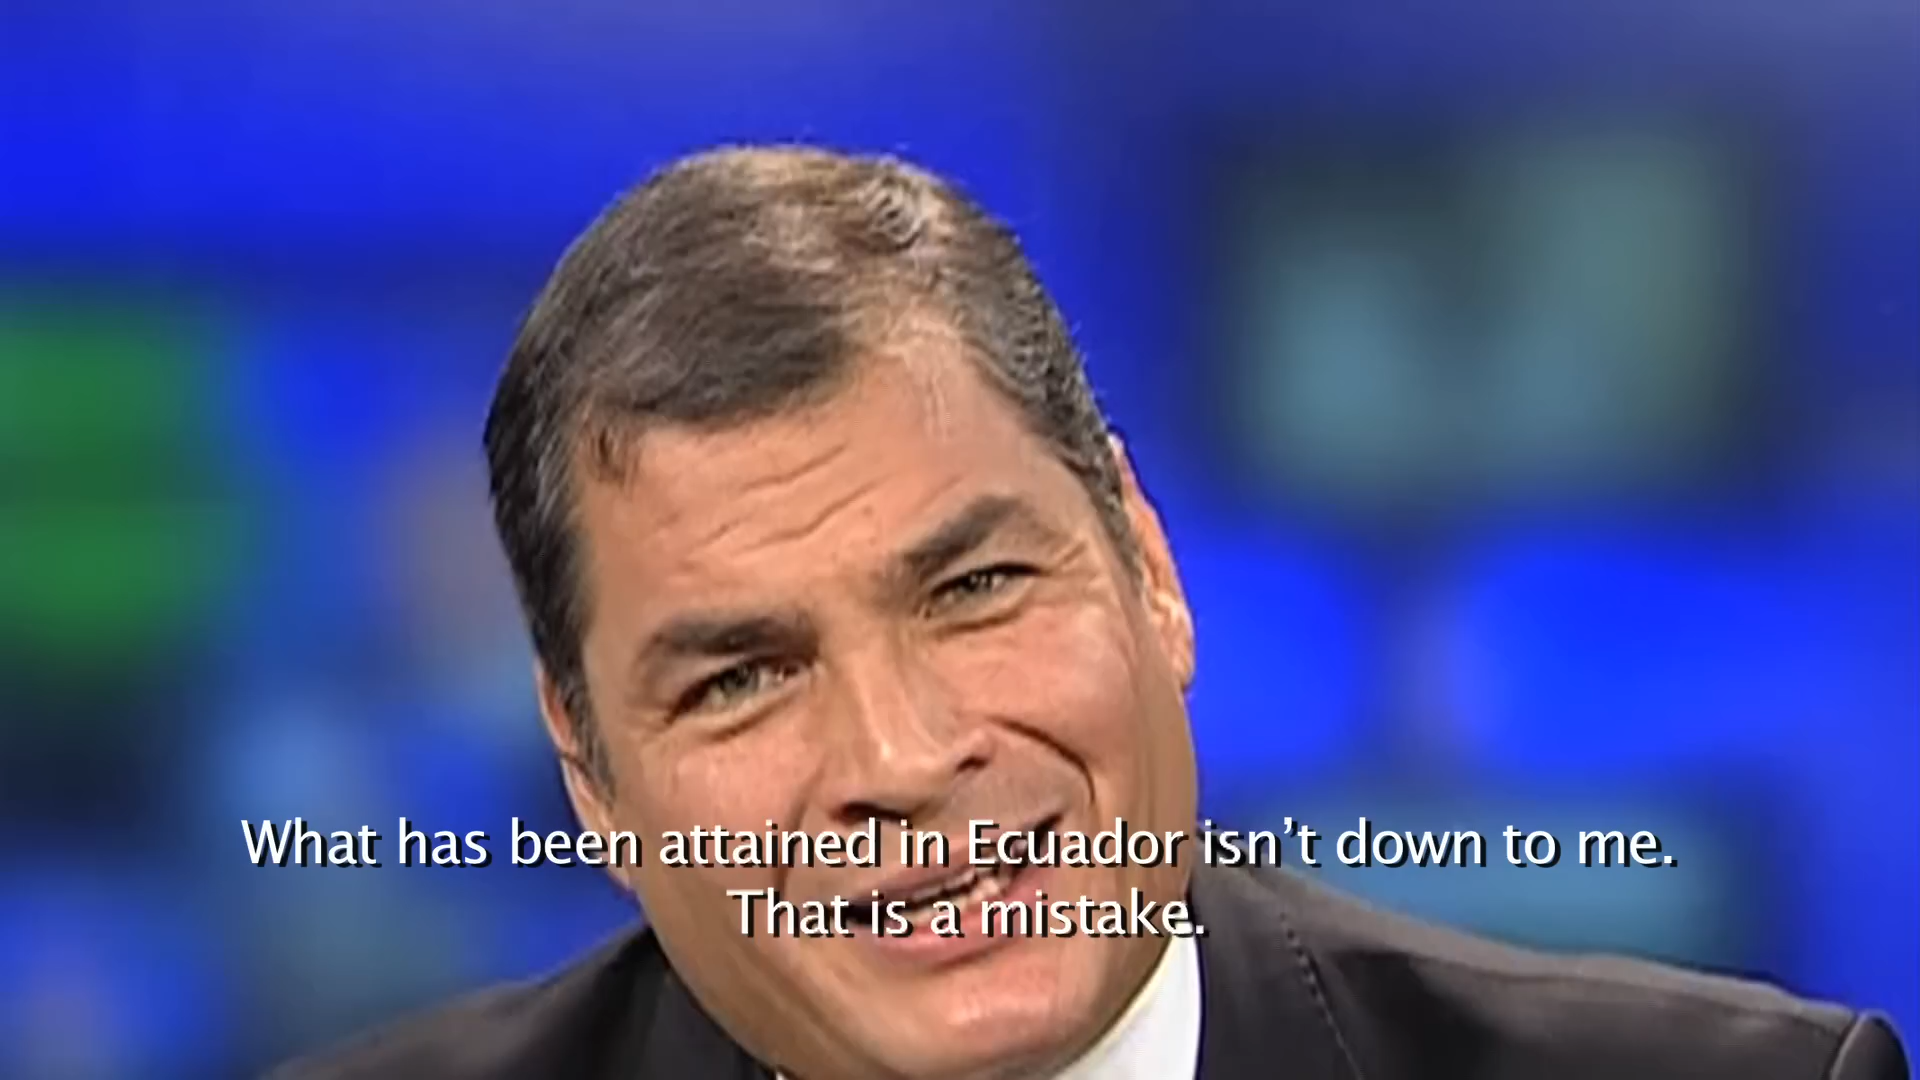 What has been attained in Ecuador isn’t down to me.
That is a mistake.